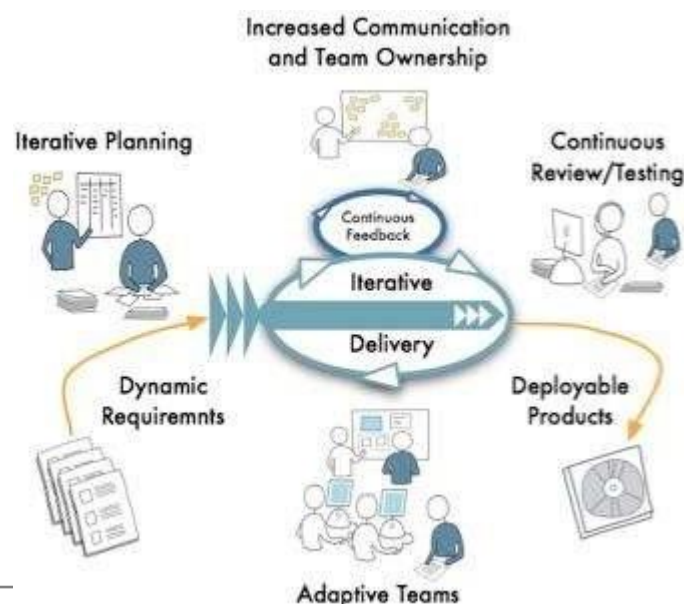 Increased Communication
and Team Ownership
Iterative Planning
Continuous
Review/Testing
Continuous
Feedback
Iterative
Delivery
Dynamic
Requiremnts
Deployable
Products
Adaptive Teams